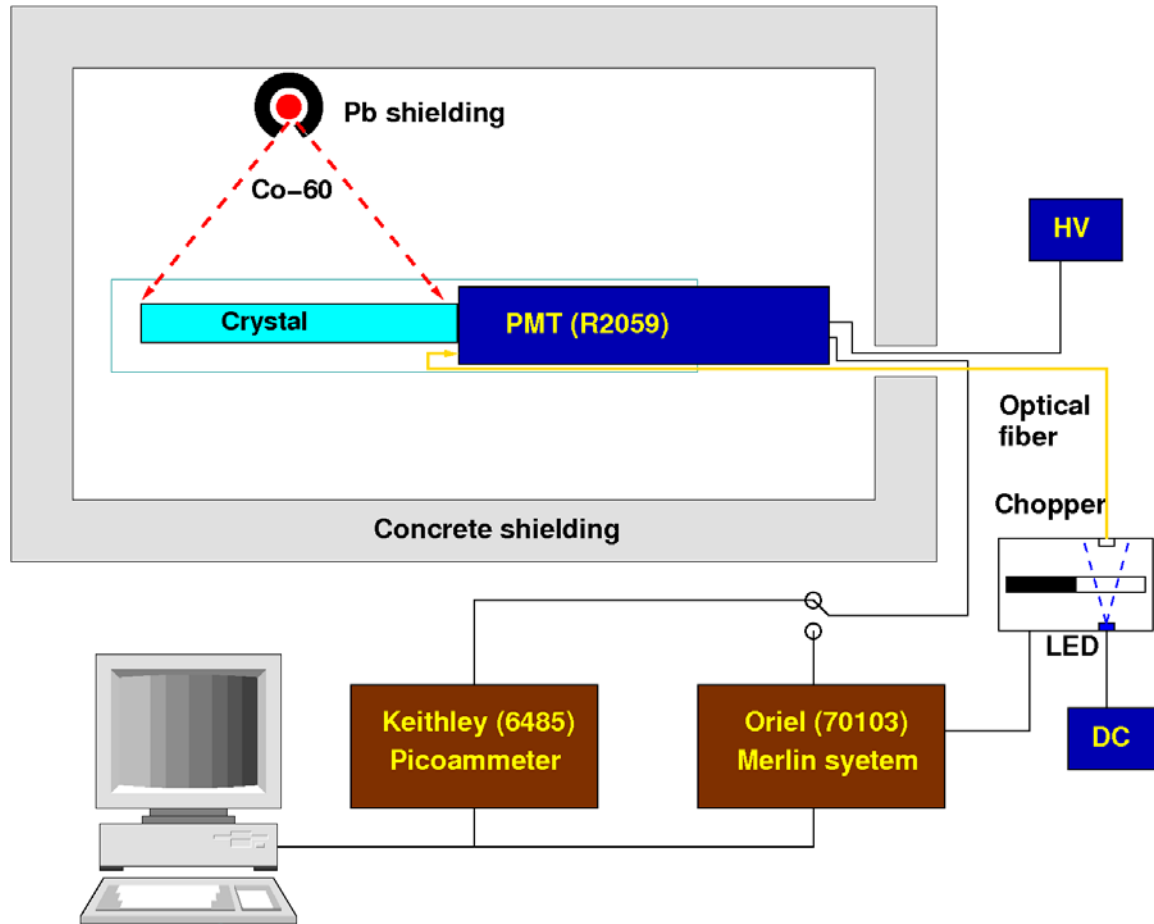 Pb shielding
Co−60
HV
Crystal
PMT (R2059)
Optical
fiber
Chopper
Concrete shielding
LED
Keithley (6485)
Picoammeter
Oriel (70103)
Merlin syetem
DC